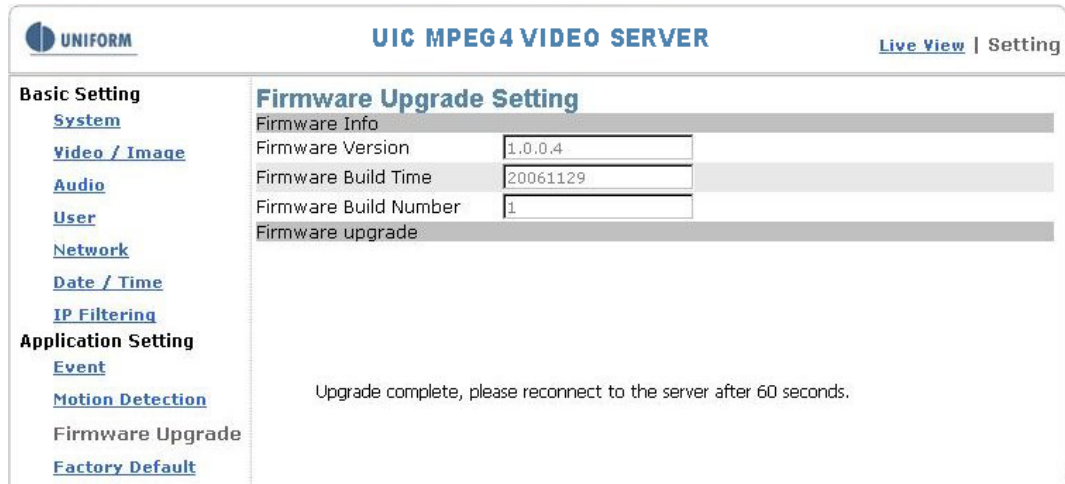 UNIFORM
UIC MPEG4 VIDEO SERVER
Live View | Setting
Basic Setting
System
Video / Image
Audio
User
Network
Date / Time
IP Filtering
Application Setting
Event
Motion Detection
Firmware Upgrade
Factory Default
Firmware Upgrade Setting
Firmware Info
Firmware Version 1.0.0.4
Firmware Build Time 20061129
Firmware Build Number 1
Firmware upgrade
Upgrade complete, please reconnect to the server after 60 seconds.